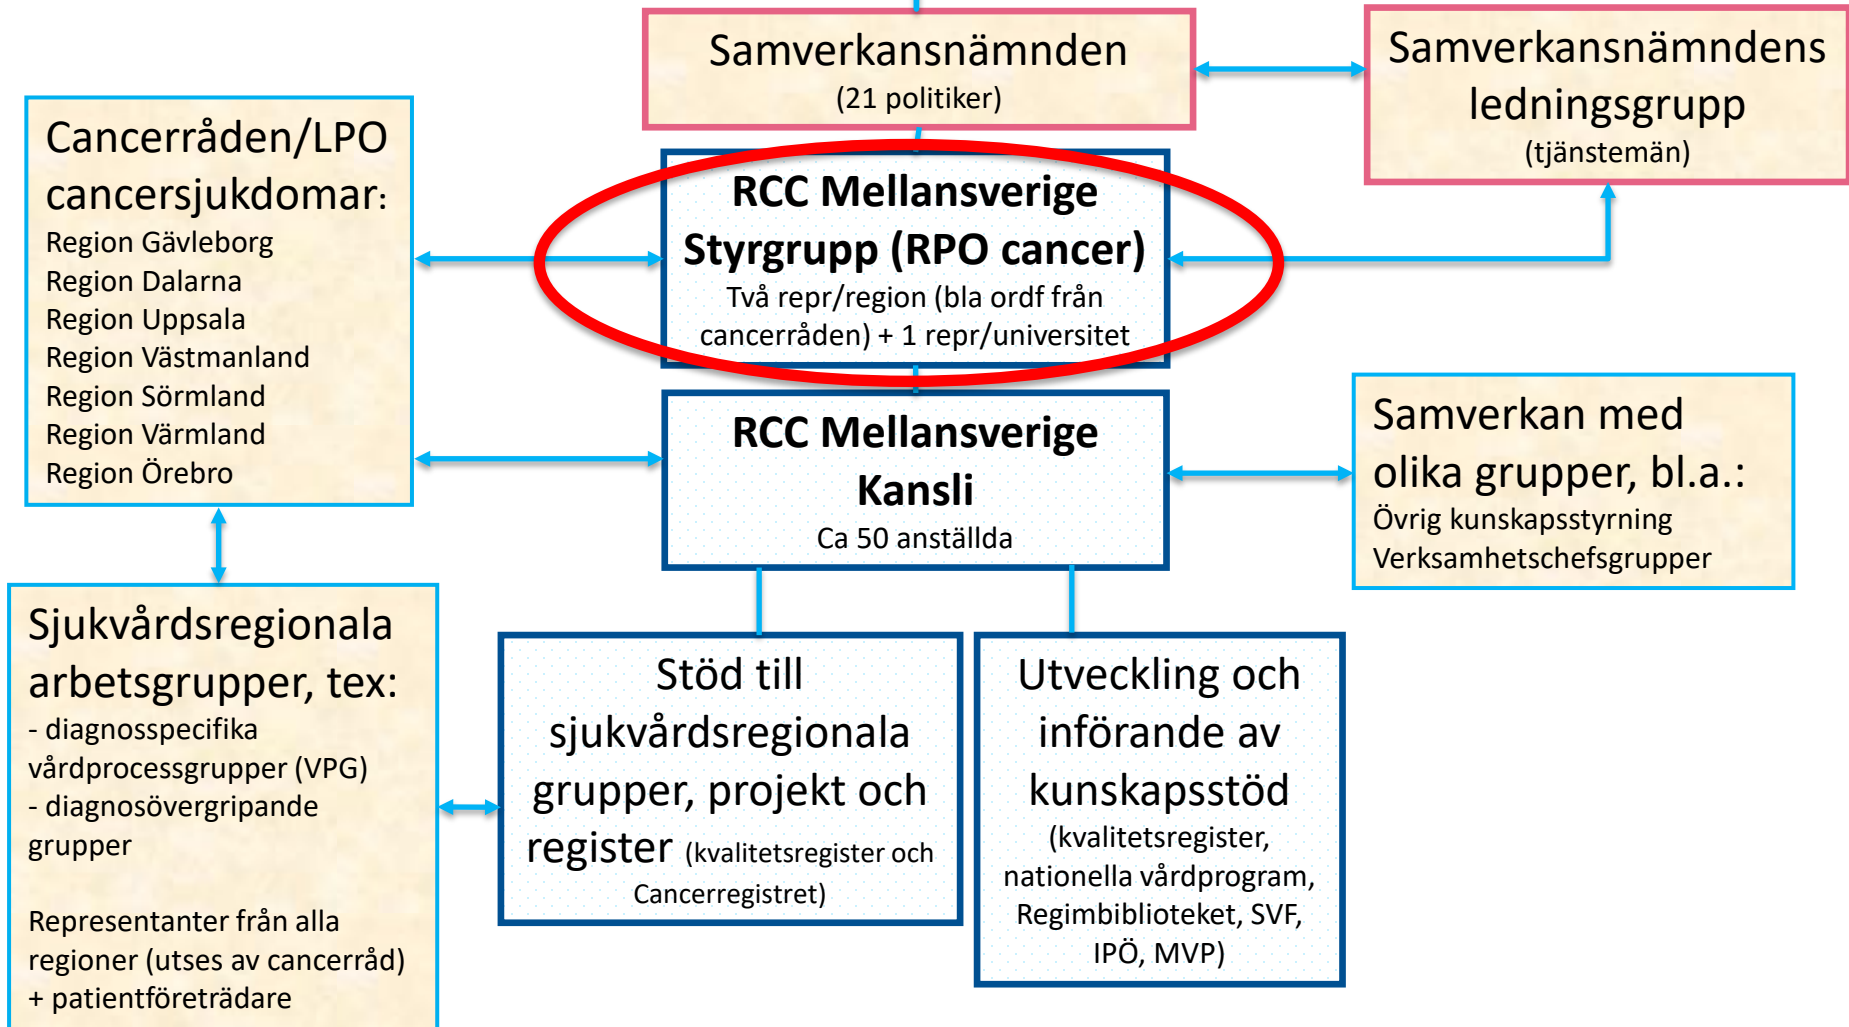 Samverkansnämnden
(21 politiker)
Samverkansnämndens
ledningsgrupp
(tjänstemän)
Cancerråden/LPO
cancersjukdomar:
Region Gävleborg
Region Dalarna
Region Uppsala
Region Västmanland
Region Sörmland
Region Värmland
Region Örebro
RCC Mellansverige
Styrgrupp (RPO cancer)
Två repr/region (bla ordf från
cancerråden) + 1 repr/universitet
RCC Mellansverige
Kansli
Ca 50 anställda
Samverkan med
olika grupper, bl.a.:
Övrig kunskapsstyrning
Verksamhetschefsgrupper
Sjukvårdsregionala
arbetsgrupper, tex:
- diagnosspecifika
vårdprocessgrupper (VPG)
- diagnosövergripande
grupper
Representanter från alla
regioner (utses av cancerråd)
+ patientföreträdare
Stöd till
sjukvårdsregionala
grupper, projekt och
register (kvalitetsregister och
Cancerregistret)
Utveckling och
införande av
kunskapsstöd
(kvalitetsregister,
nationella vårdprogram,
Regimbiblioteket, SVF,
IPÖ, MVP)